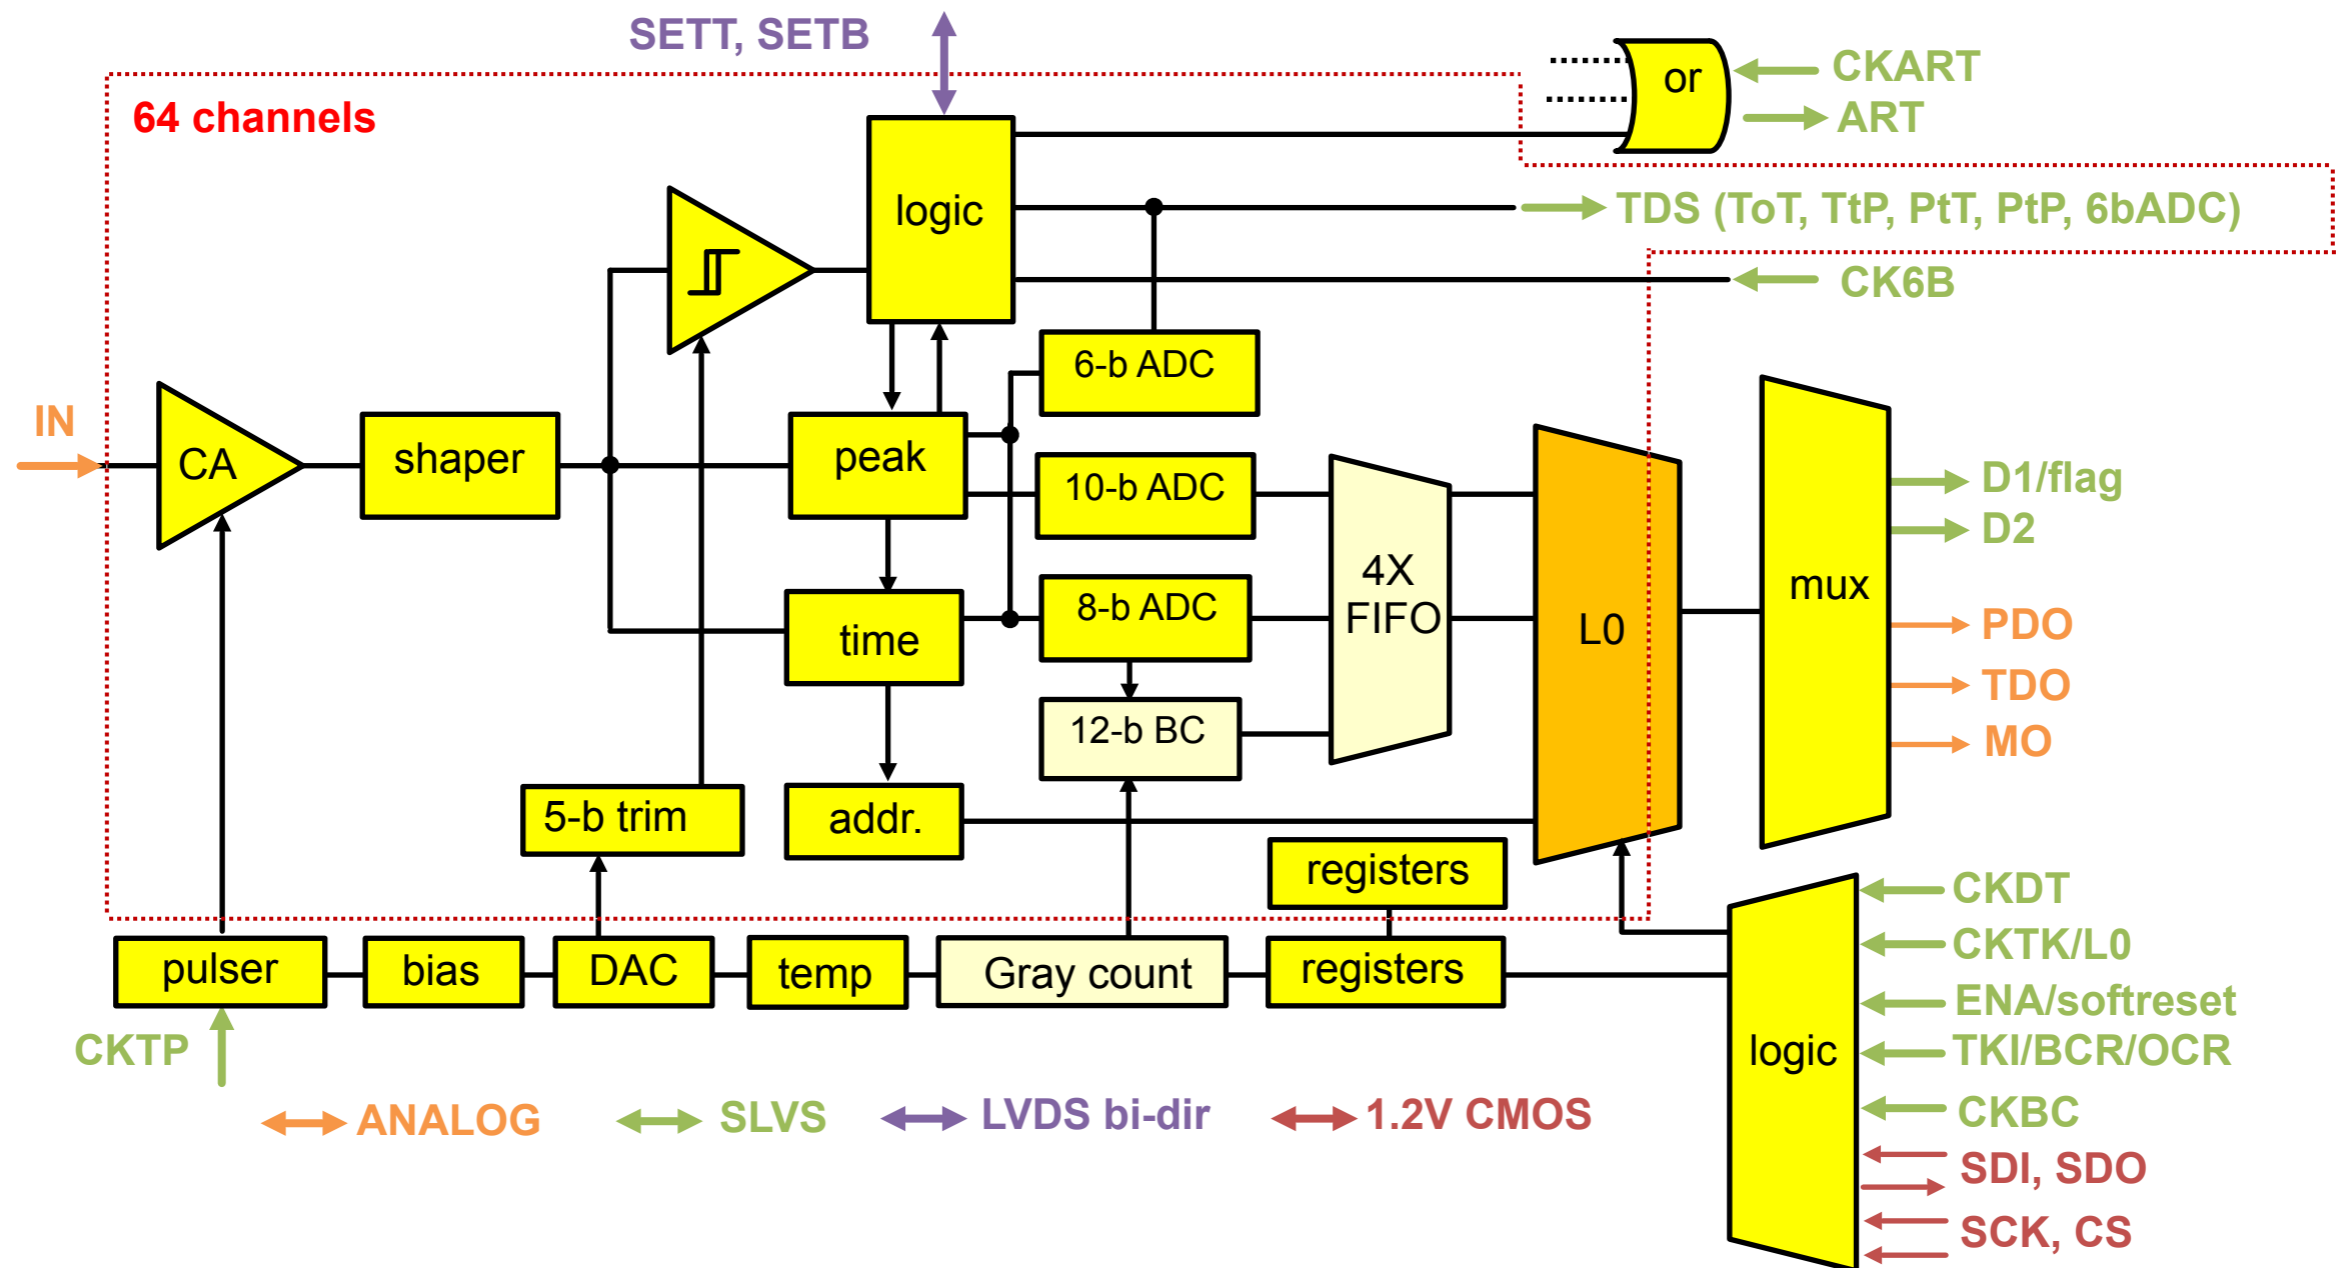 SETT, SETB
or
CKART
ART
64 channels
logic
TDS (ToT, TtP, PtT, PtP, 6bADC)
CK6B
6-b ADC
IN
CA
shaper
peak
10-b ADC
D1/flag
D2
4X
FIFO
mux
8-b ADC
time
L0
PDO
TDO
MO
12-b BC
5-b trim
addr.
registers
CKDT
CKTK/L0
pulser
bias
DAC
temp
Gray count
registers
ENA/softreset
logic
TKI/BCR/OCR
CKTP
CKBC
ANALOG
SLVS
LVDS bi-dir
1.2V CMOS
SDI, SDO
SCK, CS